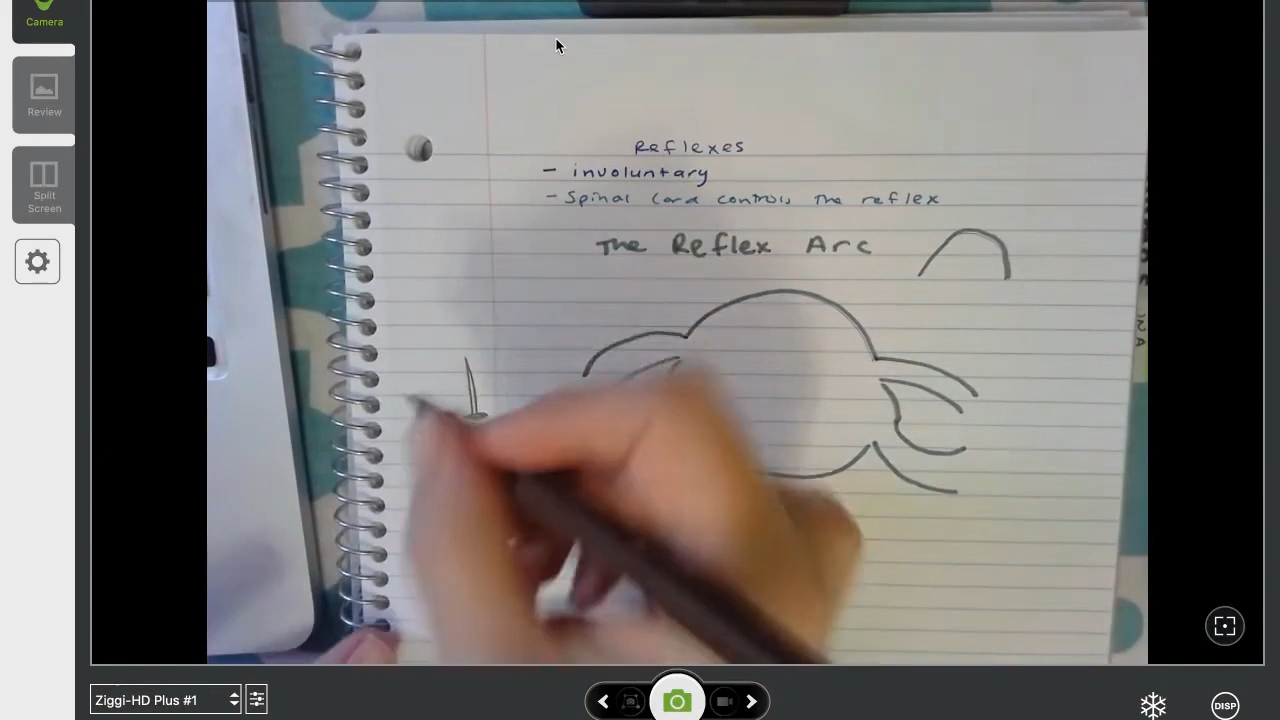 Camera
Review
Split
Screen
Reflexes
- involuntary
- Spinal Cord controls the reflex
The Reflex Arc
Ziggi-HD Plus #1
DISP